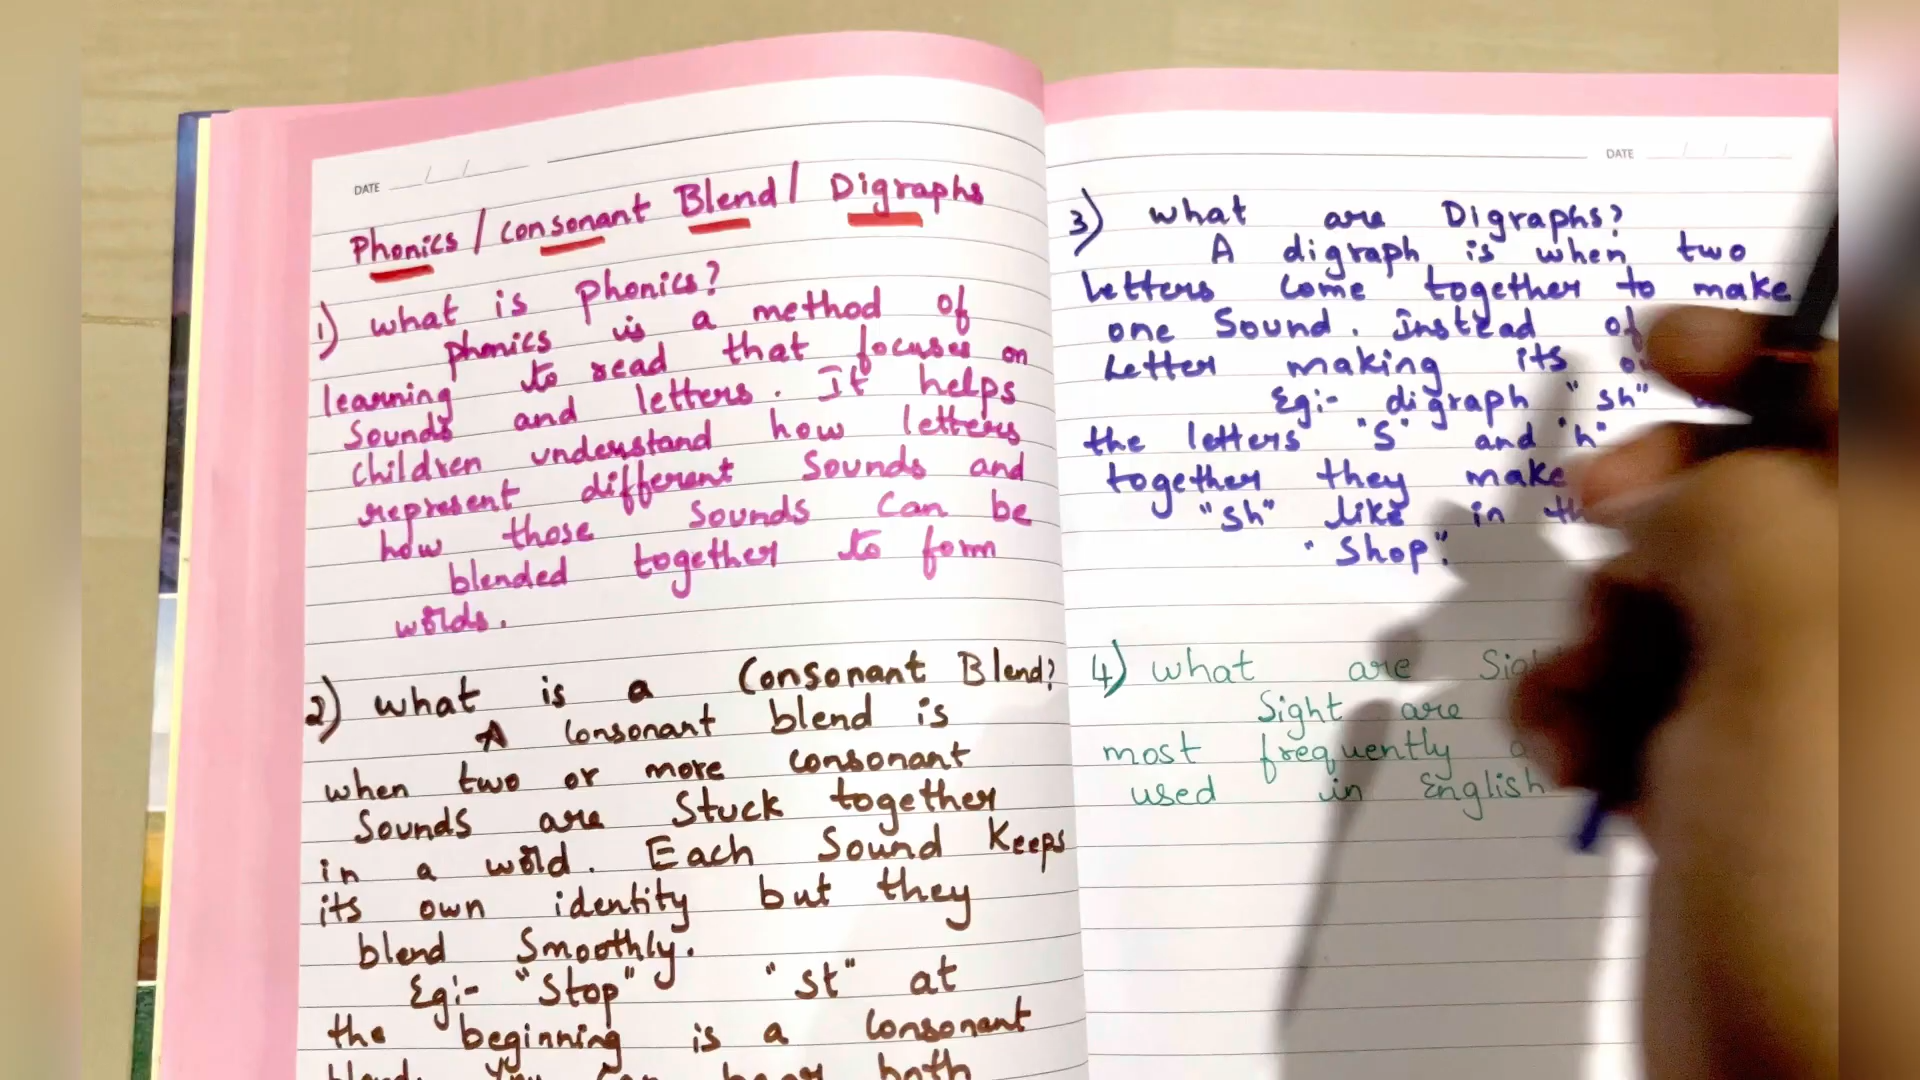 DATE
Phonics / Consonant Blend / Digraphs
1) what is phonics?
phonics is a method of
learning to read that focuses on
sounds and letters. It helps
children understand how letters
represent different sounds and
how those sounds can be
blended together to form
words.
2) what is a Consonant Blend?
A consonant blend is
when two or more consonant
sounds are stuck together
in a word. Each sound keeps
its own identity but they
blend smoothly.
Eg:- "Stop" "st" at
the beginning is a consonant
blend. You can hear both
DATE
3) what are Digraphs?
A digraph is when two
letters come together to make
one sound. instead of
letter making its
Eg:- digraph "sh"
the letters "s" and "h"
together they make
"sh" like in
"Shop".
4) what are
Sight are
most frequently
used in English